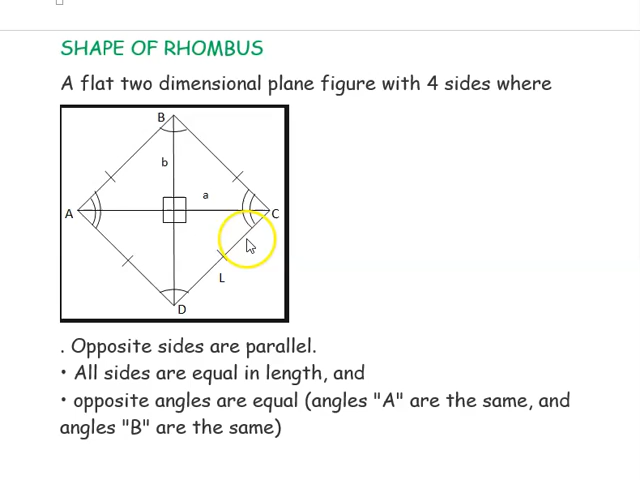 SHAPE OF RHOMBUS
A flat two dimensional plane figure with 4 sides where
B
b
a
A
C
L
D
. Opposite sides are parallel.
• All sides are equal in length, and
• opposite angles are equal (angles "A" are the same, and
angles "B" are the same)